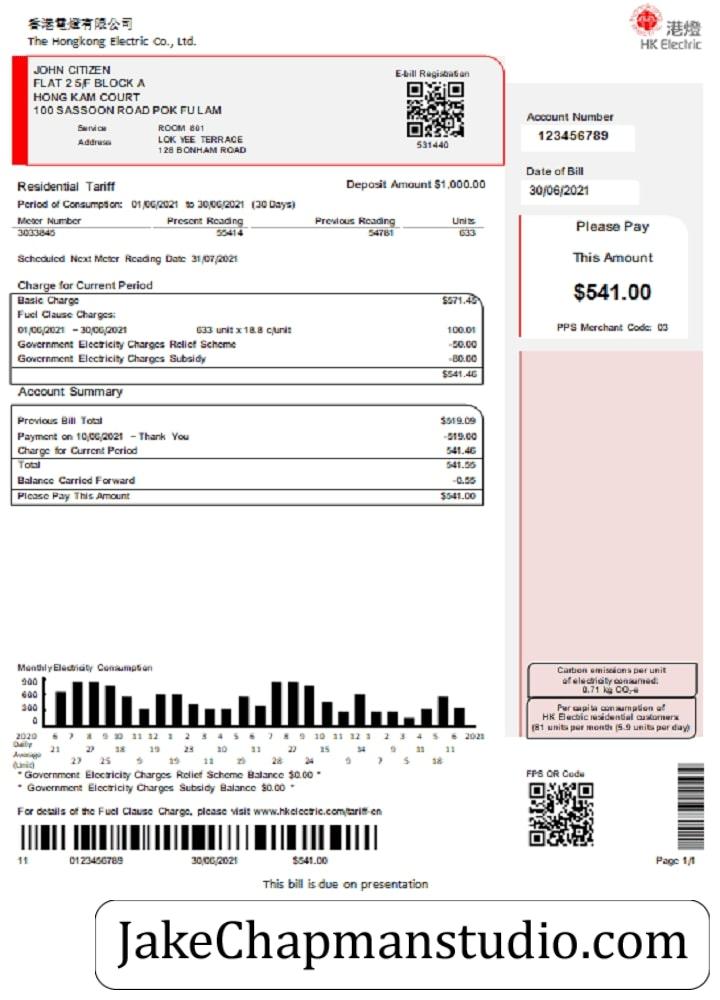 香港電燈有限公司
The Hongkong Electric Co., Ltd.
港燈
HK Electric
JOHN CITIZEN
FLAT 2 5/F BLOCK A
HONG KAM COURT
100 SASSOON ROAD POK FU LAM
Service Address
ROOM 801
LOK YEE TERRACE
128 BONHAM ROAD
E-bill Registration
531440
Account Number
123456789
Date of Bill
30/06/2021
Please Pay
This Amount
$541.00
PPS Merchant Code: 03
Residential Tariff Deposit Amount $1,000.00
Period of Consumption: 01/06/2021 to 30/06/2021 (30 Days)
Meter Number Present Reading Previous Reading Units
3033845 55414 54781 633
Scheduled Next Meter Reading Date 31/07/2021
Charge for Current Period
Basic Charge $571.45
Fuel Clause Charges:
01/06/2021 – 30/06/2021 633 unit x 18.8 c/unit 100.01
Government Electricity Charges Relief Scheme -50.00
Government Electricity Charges Subsidy -80.00
$541.46
Account Summary
Previous Bill Total $519.09
Payment on 10/06/2021 – Thank You -519.00
Charge for Current Period 541.46
Total 541.55
Balance Carried Forward -0.55
Please Pay This Amount $541.00
Monthly Electricity Consumption
900
600
300
0
2020 6 7 8 9 10 11 12 1 2 3 4 5 6 7 8 9 10 11 12 1 2 3 4 5 6 2021
Daily Average (Unit)
21 27 18 19 23 10 11 27 15 14 9 11 11
27 25 9 19 11 19 28 24 9 5 18
* Government Electricity Charges Relief Scheme Balance $0.00 *
* Government Electricity Charges Subsidy Balance $0.00 *
For details of the Fuel Clause Charge, please visit www.hkelectric.com/tariff-en
11 0123456789 30/06/2021 $541.00
Carbon emissions per unit
of electricity consumed:
0.71 kg CO₂-e
Per capita consumption of
HK Electric residential customers
(81 units per month (5.9 units per day)
FPS QR Code
Page 1/1
This bill is due on presentation
JakeChapmanstudio.com